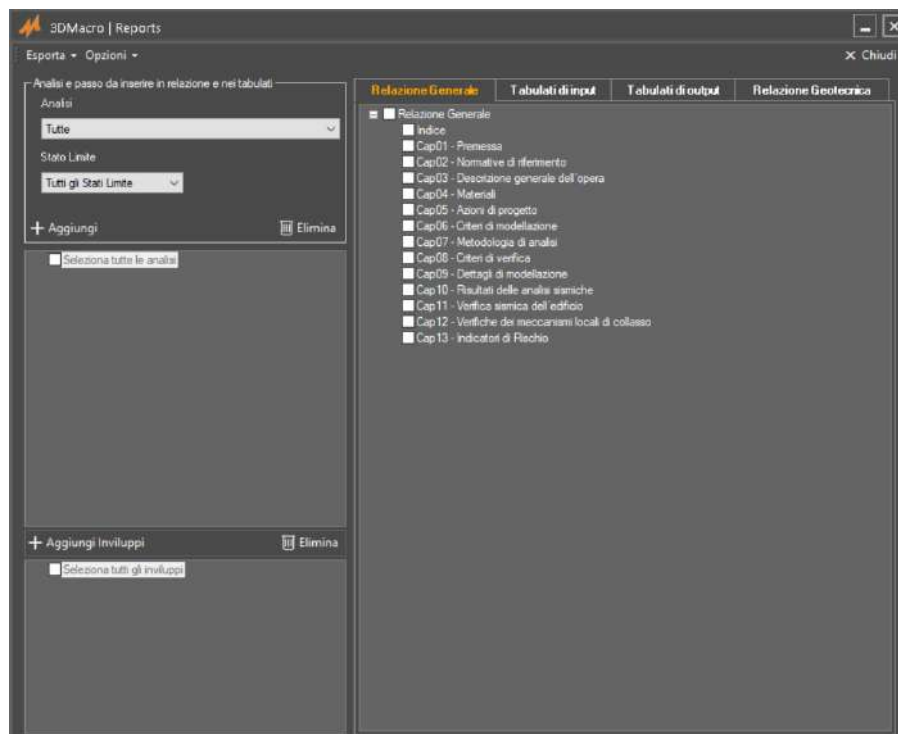 3DMacro | Reports
Esporta Opzioni
Chiudi
Analisi e passo da inserire in relazione e nei tabulati
Analisi
Tutte
Stato Limite
Tutti gli Stati Limite
Aggiungi Elimina
Seleziona tutte le analisi
Aggiungi Inviluppi Elimina
Seleziona tutti gli inviluppi
Relazione Generale Tabulati di input Tabulati di output Relazione Geotecnica
Relazione Generale
Indice
Cap01 - Premessa
Cap02 - Normative di riferimento
Cap03 - Descrizione generale dell'opera
Cap04 - Materiali
Cap05 - Azioni di progetto
Cap06 - Criteri di modellazione
Cap07 - Metodologia di analisi
Cap08 - Criteri di verifica
Cap09 - Dettagli di modellazione
Cap10 - Risultati delle analisi sismiche
Cap11 - Verifica sismica dell'edificio
Cap12 - Verifiche dei meccanismi locali di collasso
Cap13 - Indicatori di Rischio